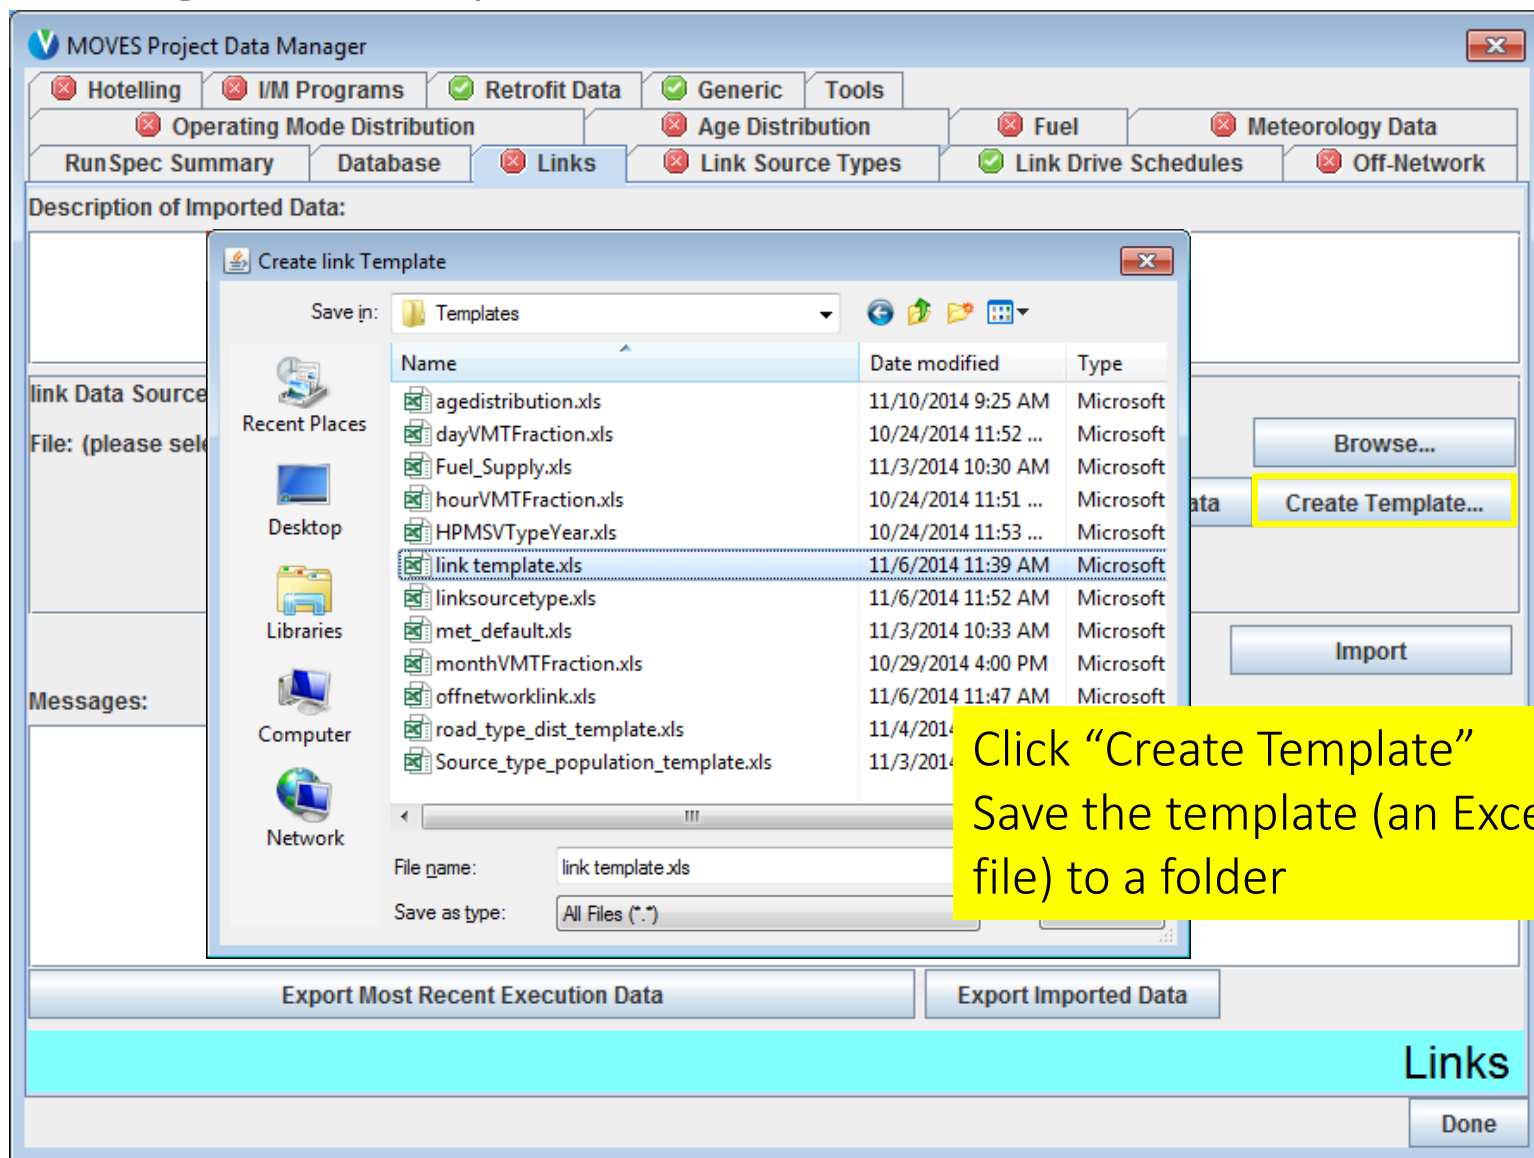 MOVES Project Data Manager
Hotelling I/M Programs Retrofit Data Generic Tools
Operating Mode Distribution Age Distribution Fuel Meteorology Data
RunSpec Summary Database Links Link Source Types Link Drive Schedules Off-Network
Description of Imported Data:
Create link Template
Save in: Templates
Name Date modified Type
agedistribution.xls 11/10/2014 9:25 AM Microsoft
dayVMTFraction.xls 10/24/2014 11:52 ... Microsoft
Fuel_Supply.xls 11/3/2014 10:30 AM Microsoft
hourVMTFraction.xls 10/24/2014 11:51 ... Microsoft
HPMSVTypeYear.xls 10/24/2014 11:53 ... Microsoft
link template.xls 11/6/2014 11:39 AM Microsoft
linksourcetype.xls 11/6/2014 11:52 AM Microsoft
met_default.xls 11/3/2014 10:33 AM Microsoft
monthVMTFraction.xls 10/29/2014 4:00 PM Microsoft
offnetworklink.xls 11/6/2014 11:47 AM Microsoft
road_type_dist_template.xls 11/4/201
Source_type_population_template.xls 11/3/201
Recent Places
Desktop
Libraries
Computer
Network
File name: link template.xls
Save as type: All Files (*.*)
link Data Source
File: (please sele
Browse...
ata Create Template...
Import
Messages:
Click “Create Template”
Save the template (an Exce
file) to a folder
Export Most Recent Execution Data Export Imported Data
Links
Done